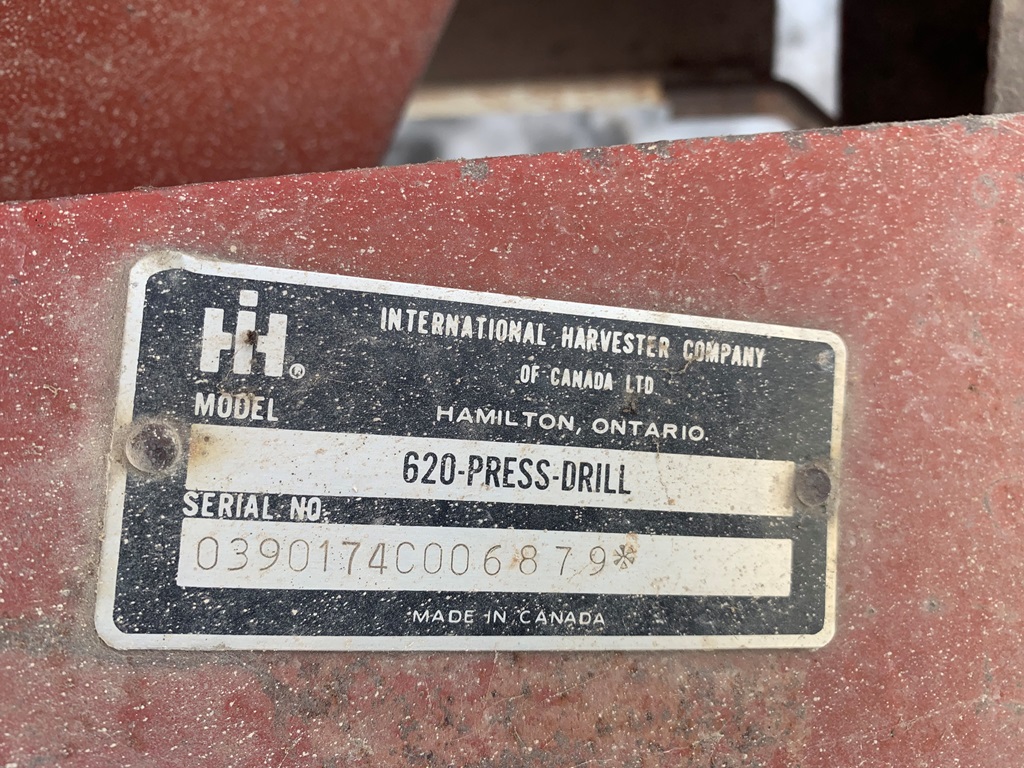 IH®
INTERNATIONAL HARVESTER COMPANY
OF CANADA LTD
HAMILTON, ONTARIO.
MODEL
620-PRESS-DRILL
SERIAL NO.
0390174C006879*
MADE IN CANADA